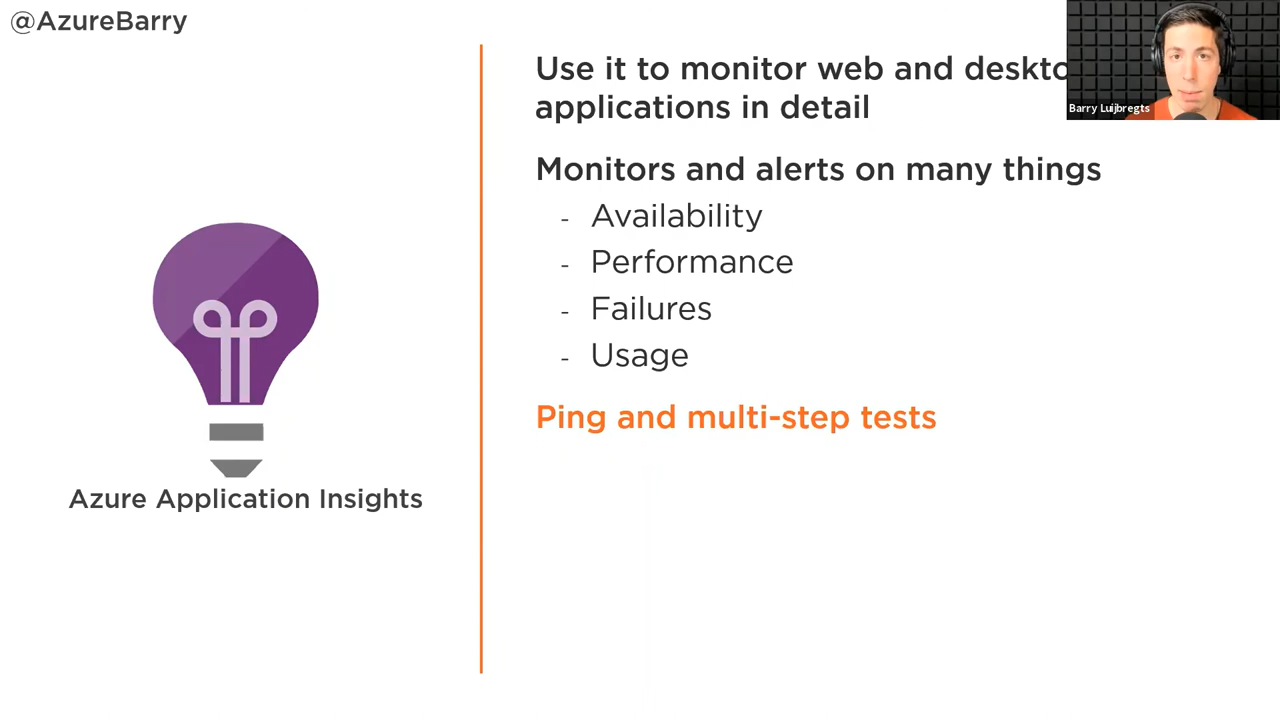 @AzureBarry
Use it to monitor web and deskto
applications in detail
Barry Luijbregts
Monitors and alerts on many things
- Availability
- Performance
- Failures
- Usage
Ping and multi-step tests
Azure Application Insights